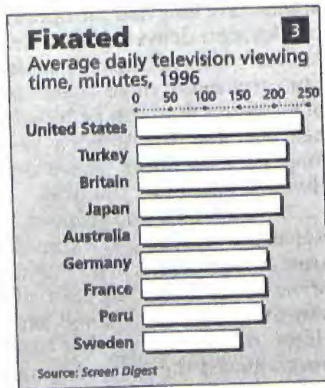 Fixated
3
Average daily television viewing
time, minutes, 1996
0 50 100 150 200 250
United States
Turkey
Britain
Japan
Australia
Germany
France
Peru
Sweden
Source: Screen Digest